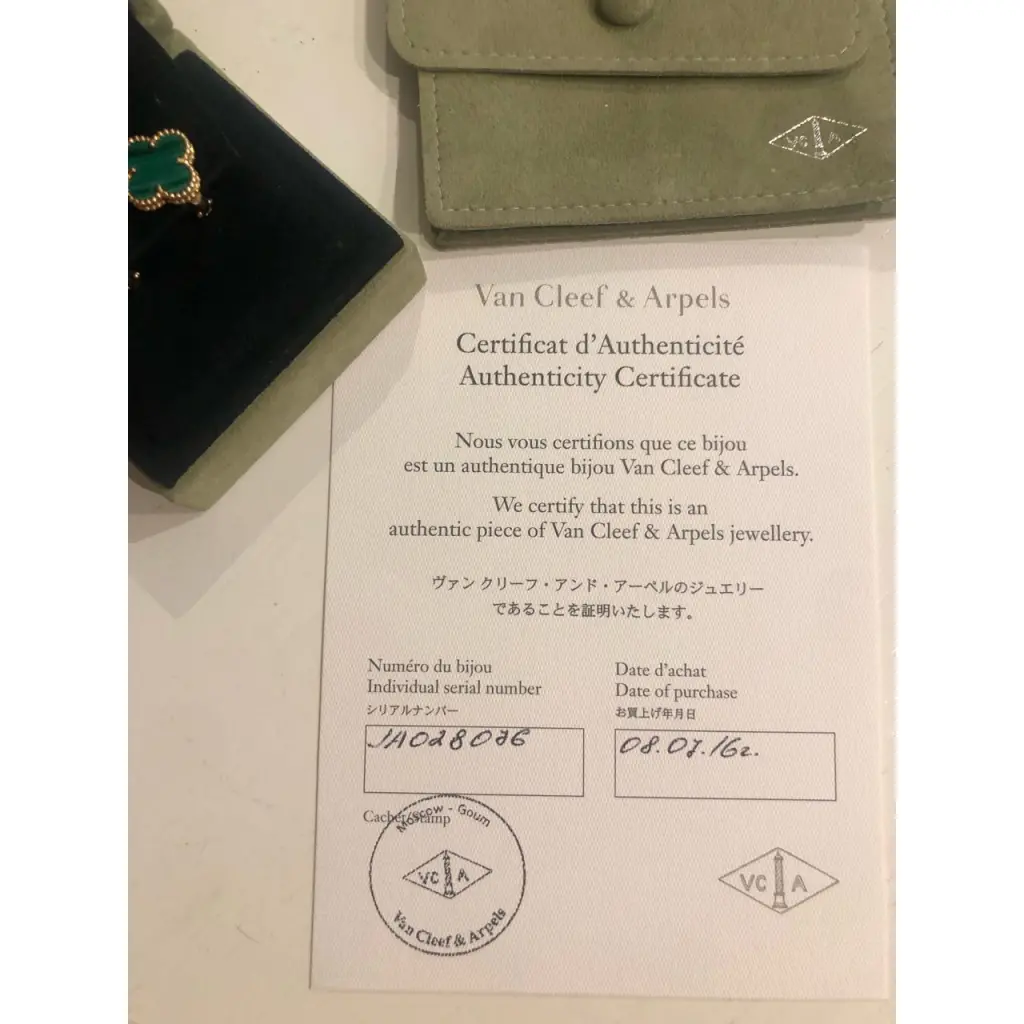 VC A
Van Cleef & Arpels
Certificat d'Authenticité
Authenticity Certificate
Nous vous certifions que ce bijou
est un authentique bijou Van Cleef & Arpels.
We certify that this is an
authentic piece of Van Cleef & Arpels jewellery.
ヴァン クリーフ・アンド・アーペルのジュエリー
であることを証明いたします。
Numéro du bijou
Individual serial number
シリアルナンバー
JA028036
Date d'achat
Date of purchase
お買上げ年月日
08.07.16г.
Cachet/Stamp
Moscow - Goum
VC A
Van Cleef & Arpels
VC A